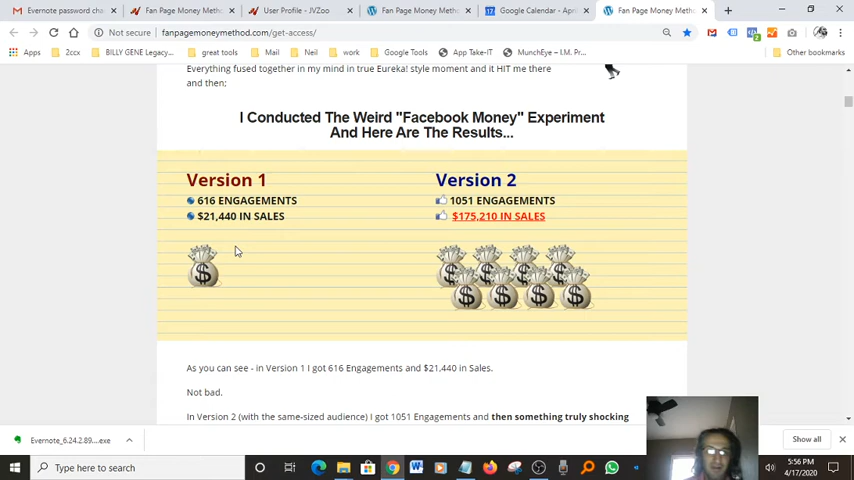 Evernote password cha
Fan Page Money Metho
User Profile - JVZoo
Fan Page Money Meth
Google Calendar - Apri
Fan Page Money Meth
Not secure | fanpagemoneymethod.com/get-access/
Apps
2ccx
BILLY GENE Legacy...
great tools
Mail
Neil
work
Google Tools
App Take-IT
MunchEye – I.M. Pr...
Other bookmarks
Everything fused together in my mind in true Eureka! style moment and it HIT me there
and then;
I Conducted The Weird "Facebook Money" Experiment
And Here Are The Results...
Version 1
616 ENGAGEMENTS
$21,440 IN SALES
Version 2
1051 ENGAGEMENTS
$175,210 IN SALES
As you can see - in Version 1 I got 616 Engagements and $21,440 in Sales.
Not bad.
In Version 2 (with the same-sized audience) I got 1051 Engagements and then something truly shocking
Evernote_6.24.2.89....exe
Show all
Type here to search
5:56 PM
4/17/2020